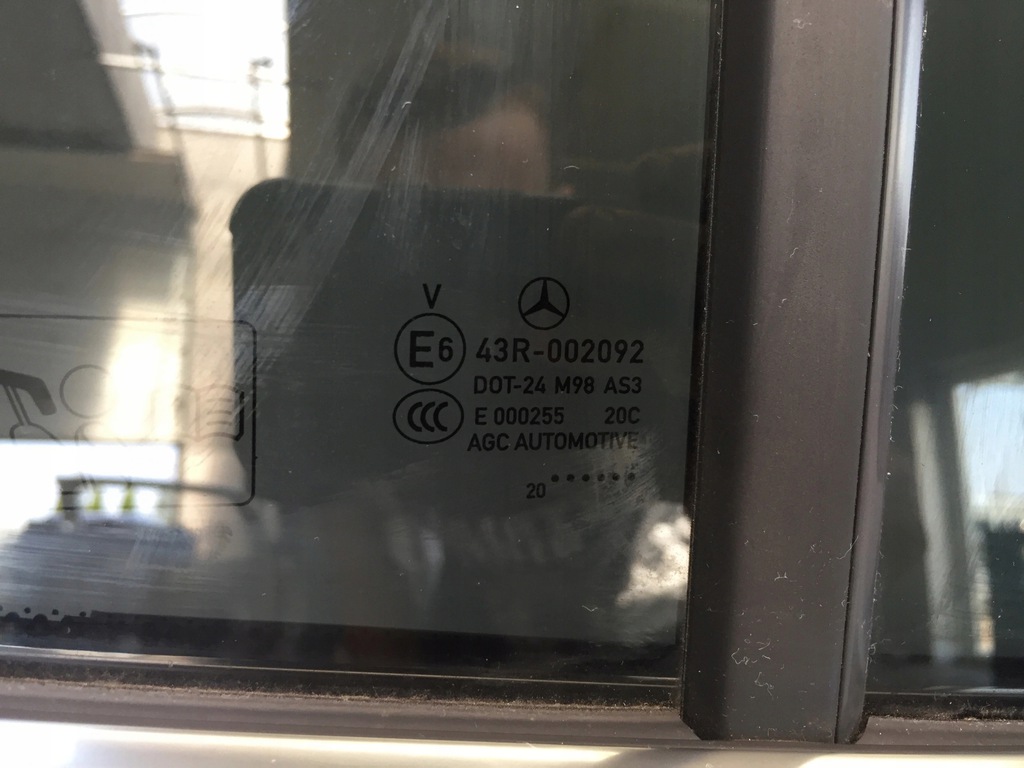 V
E6 43R-002092
DOT-24 M98 AS3
CCC E 000255 20C
AGC AUTOMOTIVE
20 ••••••